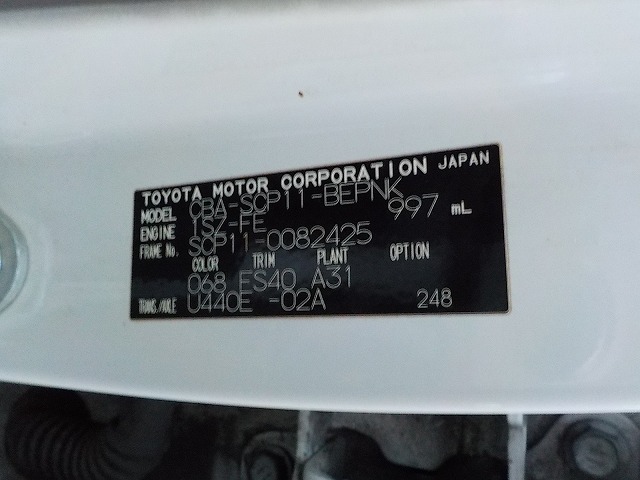 TOYOTA MOTOR CORPORATION JAPAN
MODEL CBA-SCP11-BEPNK
ENGINE 1SZ-FE 997 mL
FRAME No. SCP11-0082425
COLOR TRIM PLANT OPTION
068 ES40 A31
TRANS./AXLE U440E -02A 248